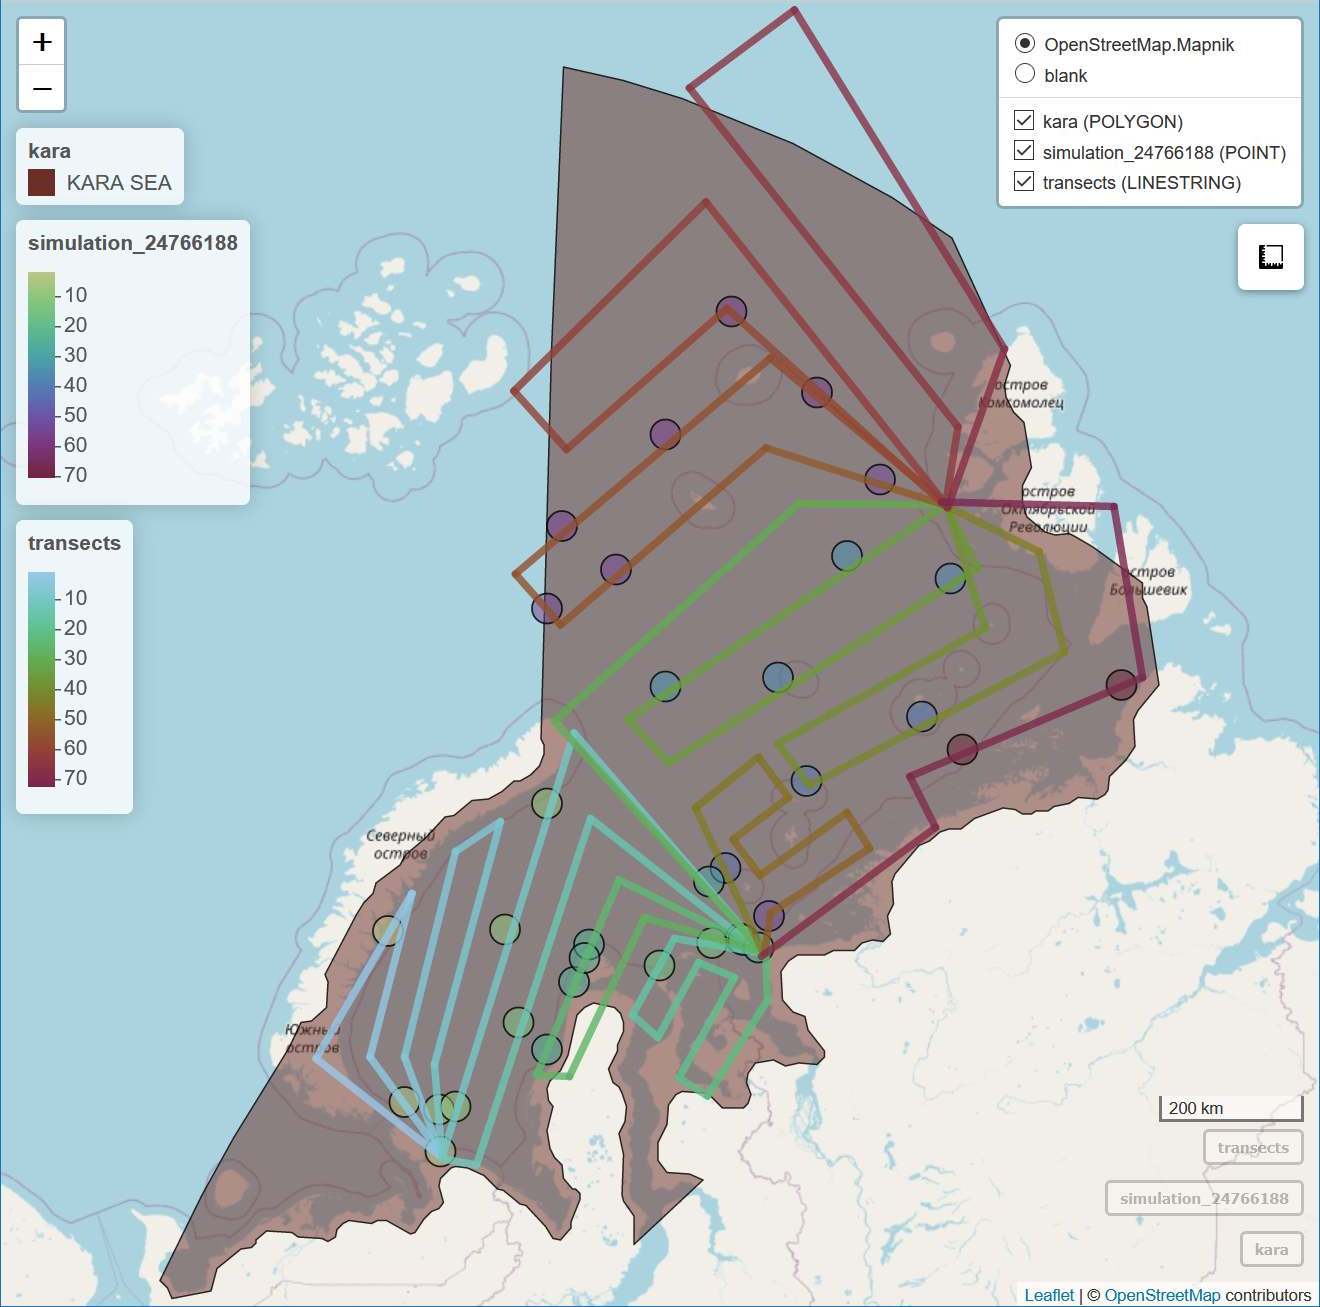 +
−
kara
KARA SEA
simulation_24766188
10
20
30
40
50
60
70
transects
10
20
30
40
50
60
70
OpenStreetMap.Mapnik
blank
kara (POLYGON)
simulation_24766188 (POINT)
transects (LINESTRING)
остров
Комсомолец
остров
Октябрьской
Революции
остров
Большевик
Северный
остров
Южный
остров
200 km
transects
simulation_24766188
kara
Leaflet | © OpenStreetMap contributors